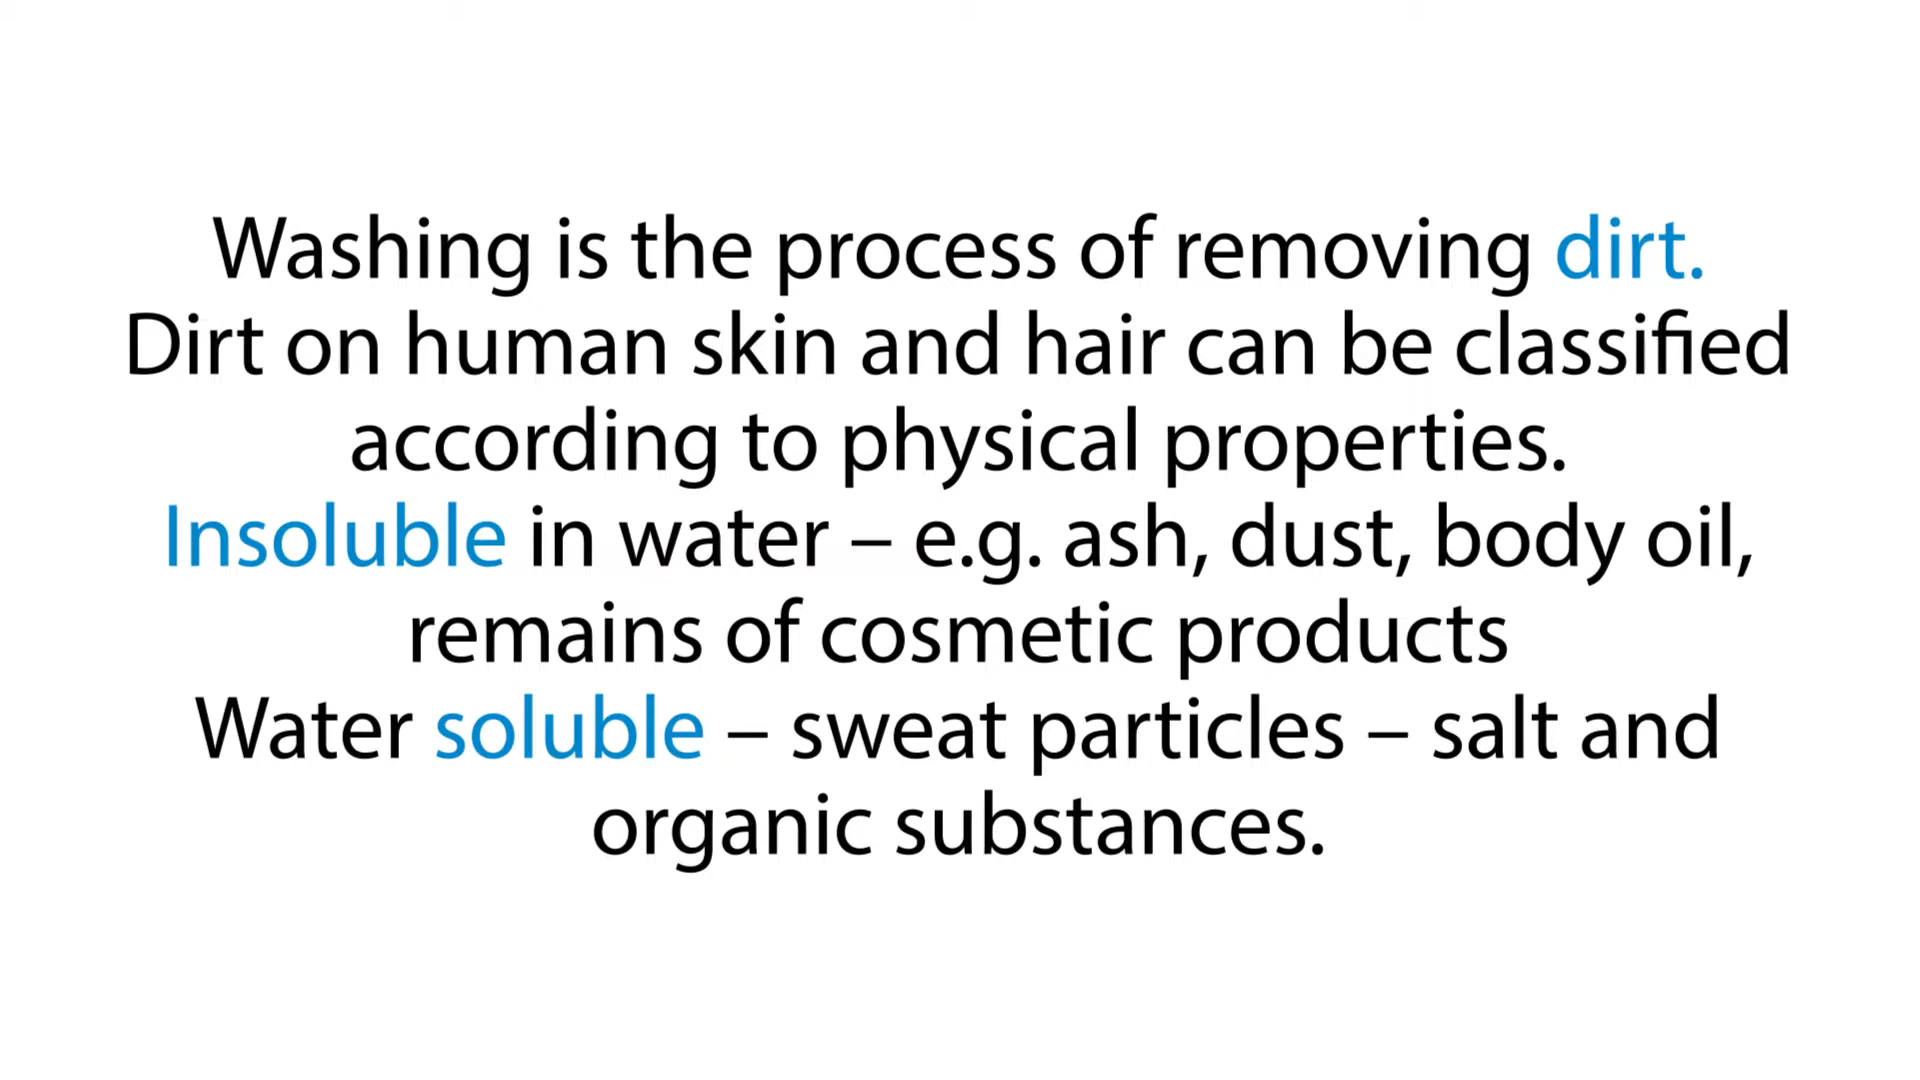 Washing is the process of removing dirt.
Dirt on human skin and hair can be classified
according to physical properties.
Insoluble in water – e.g. ash, dust, body oil,
remains of cosmetic products
Water soluble – sweat particles – salt and
organic substances.